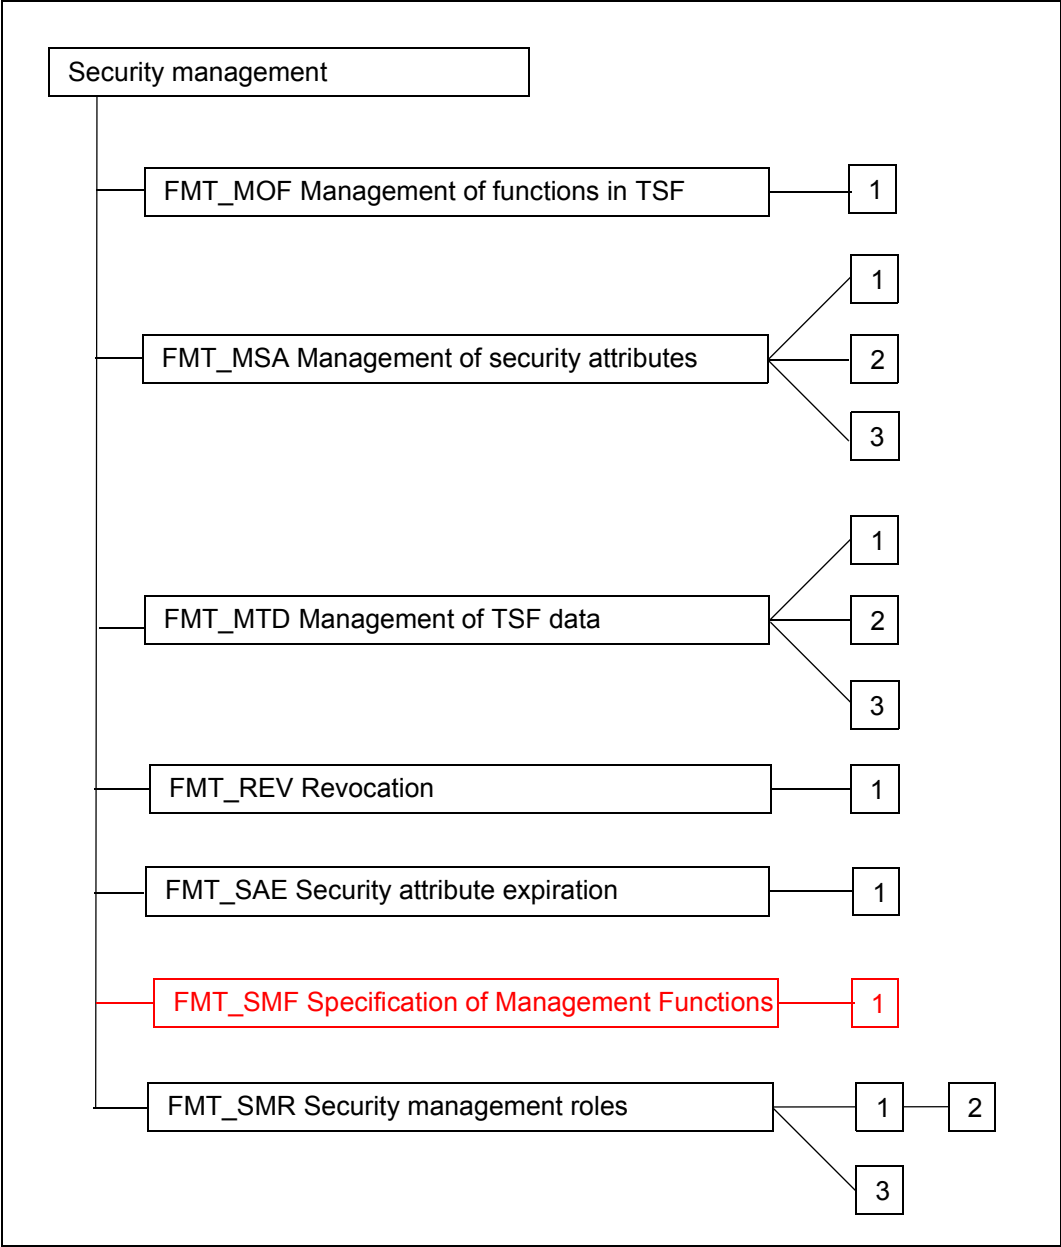 Security management
FMT_MOF Management of functions in TSF 1
1
FMT_MSA Management of security attributes 2
3
1
FMT_MTD Management of TSF data 2
3
FMT_REV Revocation 1
FMT_SAE Security attribute expiration 1
FMT_SMF Specification of Management Functions 1
FMT_SMR Security management roles 1 2
3